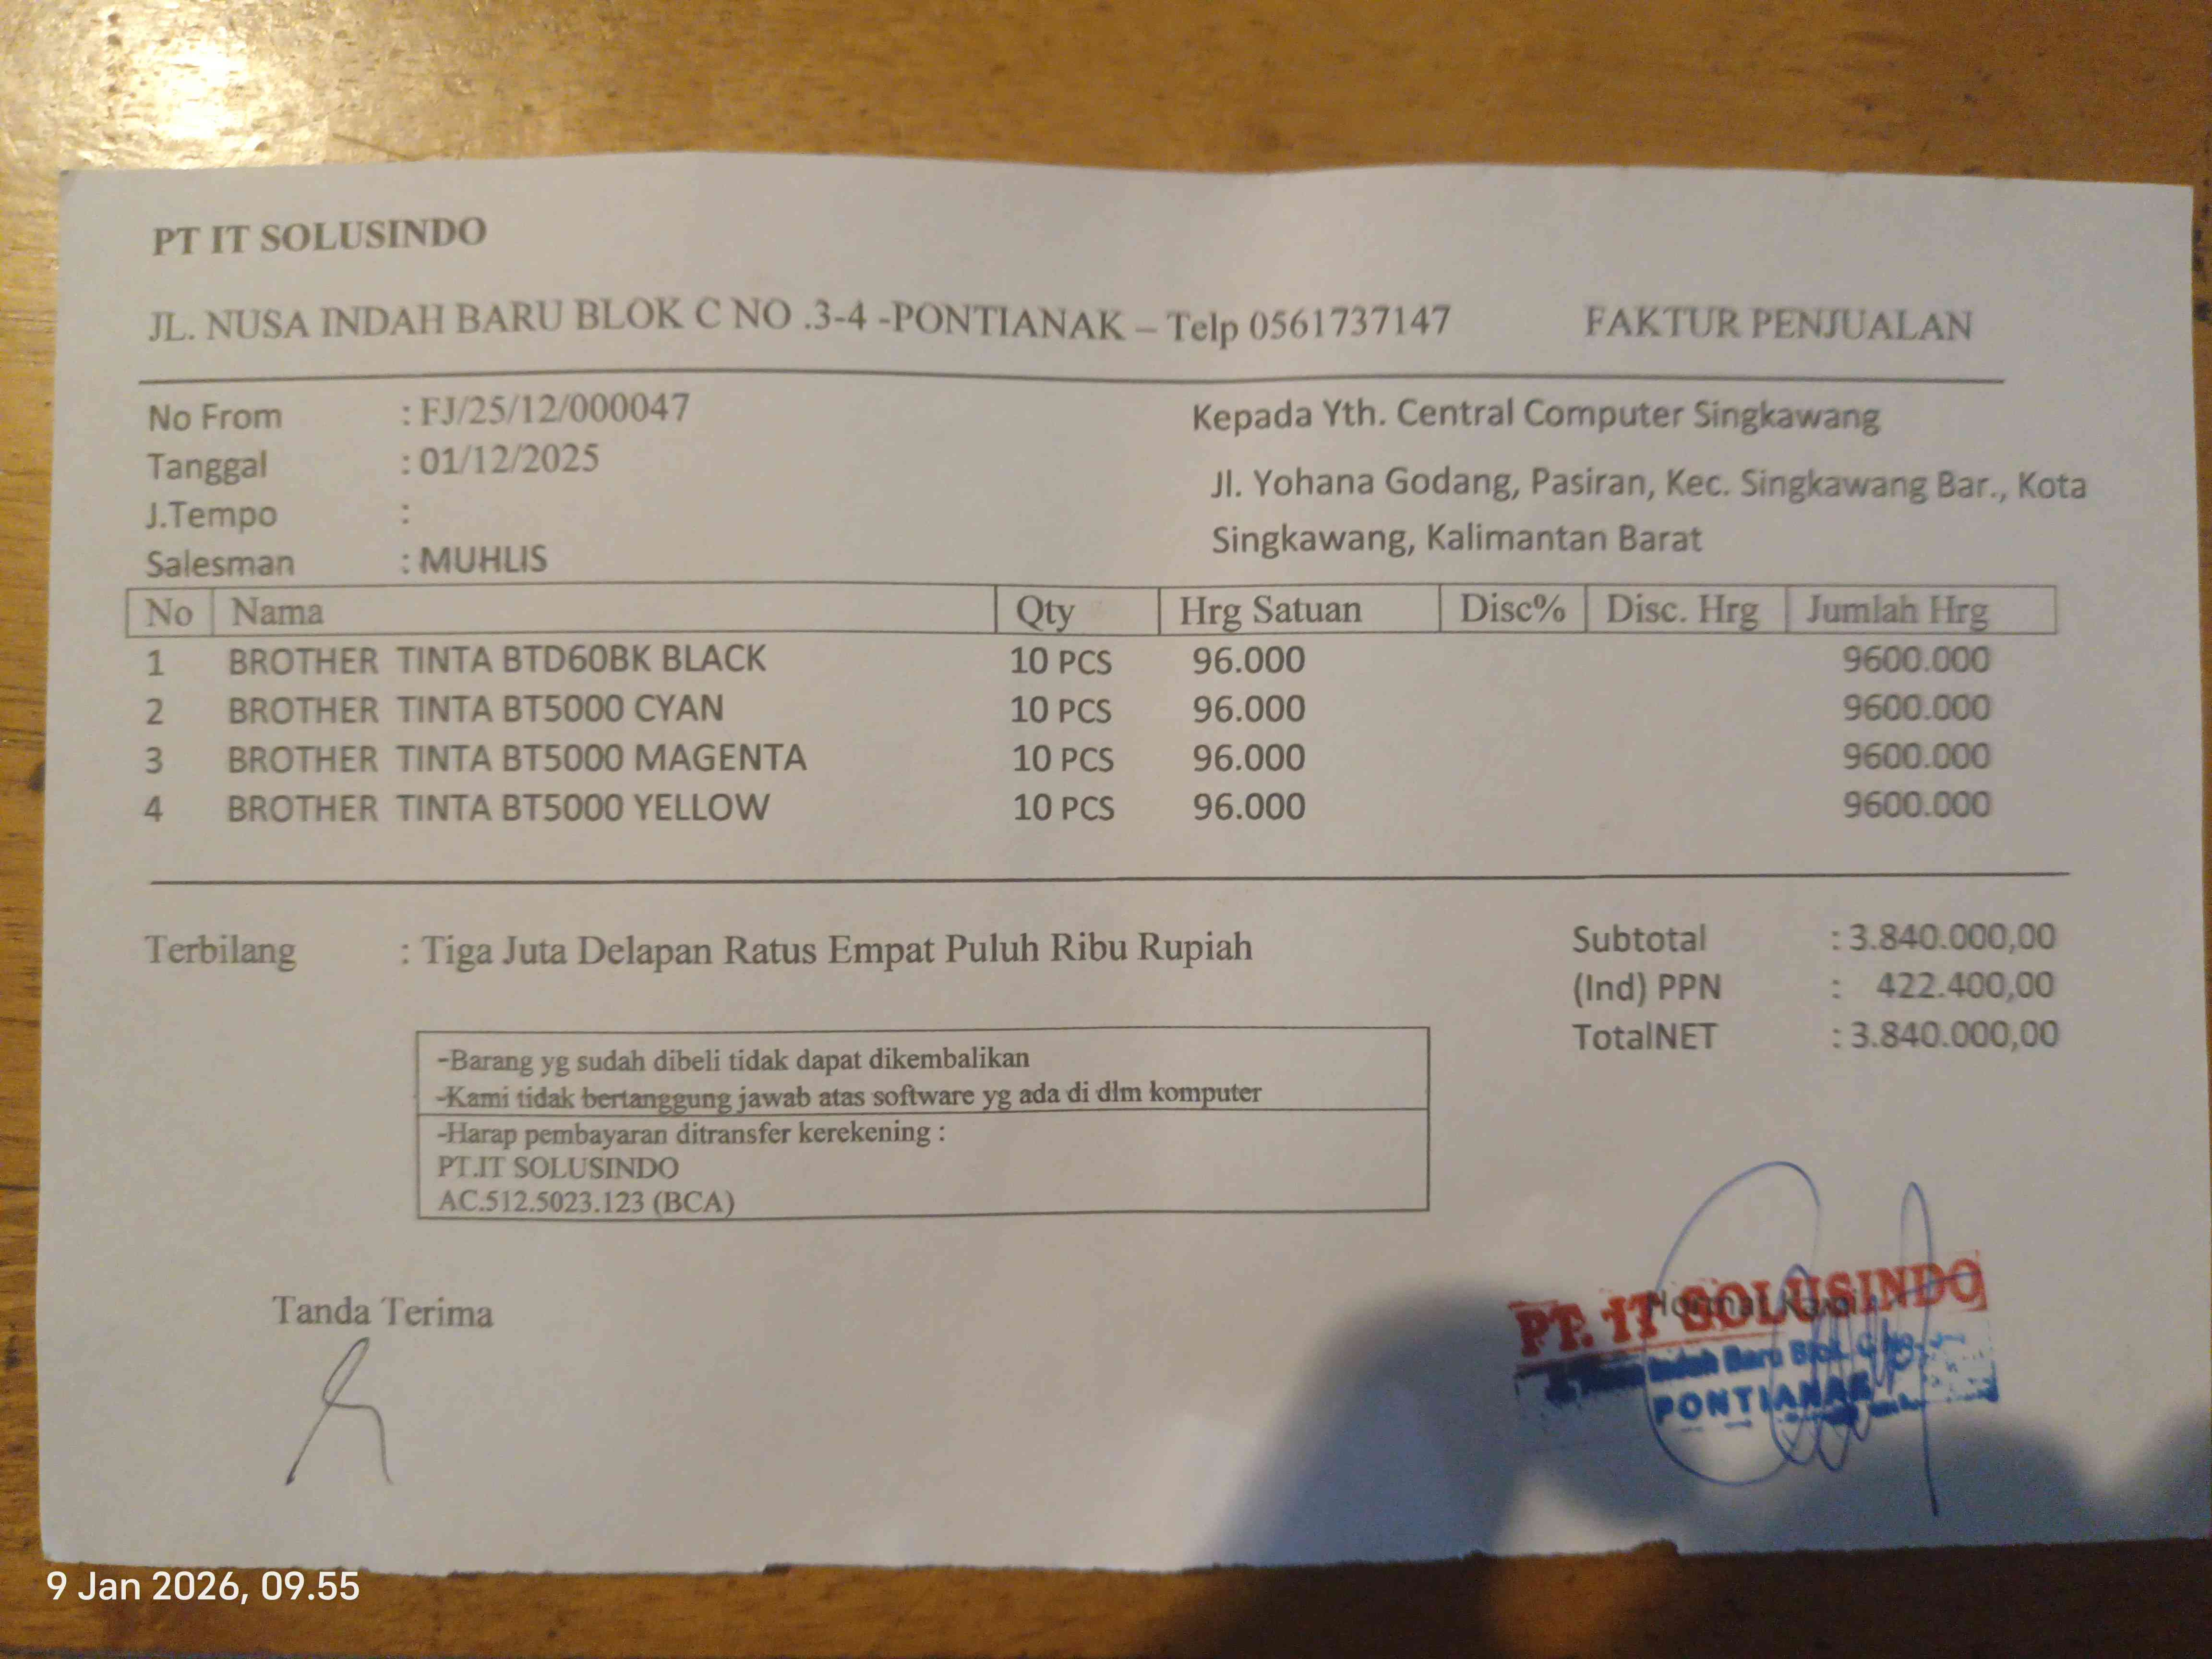 PT IT SOLUSINDO
JL. NUSA INDAH BARU BLOK C NO .3-4 -PONTIANAK – Telp 0561737147 FAKTUR PENJUALAN
No From : FJ/25/12/000047
Tanggal : 01/12/2025
J.Tempo :
Salesman : MUHLIS
Kepada Yth. Central Computer Singkawang
Jl. Yohana Godang, Pasiran, Kec. Singkawang Bar., Kota
Singkawang, Kalimantan Barat
No Nama Qty Hrg Satuan Disc% Disc. Hrg Jumlah Hrg
1 BROTHER TINTA BTD60BK BLACK 10 PCS 96.000 9600.000
2 BROTHER TINTA BT5000 CYAN 10 PCS 96.000 9600.000
3 BROTHER TINTA BT5000 MAGENTA 10 PCS 96.000 9600.000
4 BROTHER TINTA BT5000 YELLOW 10 PCS 96.000 9600.000
Terbilang : Tiga Juta Delapan Ratus Empat Puluh Ribu Rupiah
Subtotal : 3.840.000,00
(Ind) PPN : 422.400,00
TotalNET : 3.840.000,00
-Barang yg sudah dibeli tidak dapat dikembalikan
-Kami tidak bertanggung jawab atas software yg ada di dlm komputer
-Harap pembayaran ditransfer kerekening :
PT.IT SOLUSINDO
AC.512.5023.123 (BCA)
Tanda Terima
Hormat Kami
PT. IT SOLUSINDO
Indah Baru Blok C No.
PONTIANAK
9 Jan 2026, 09.55